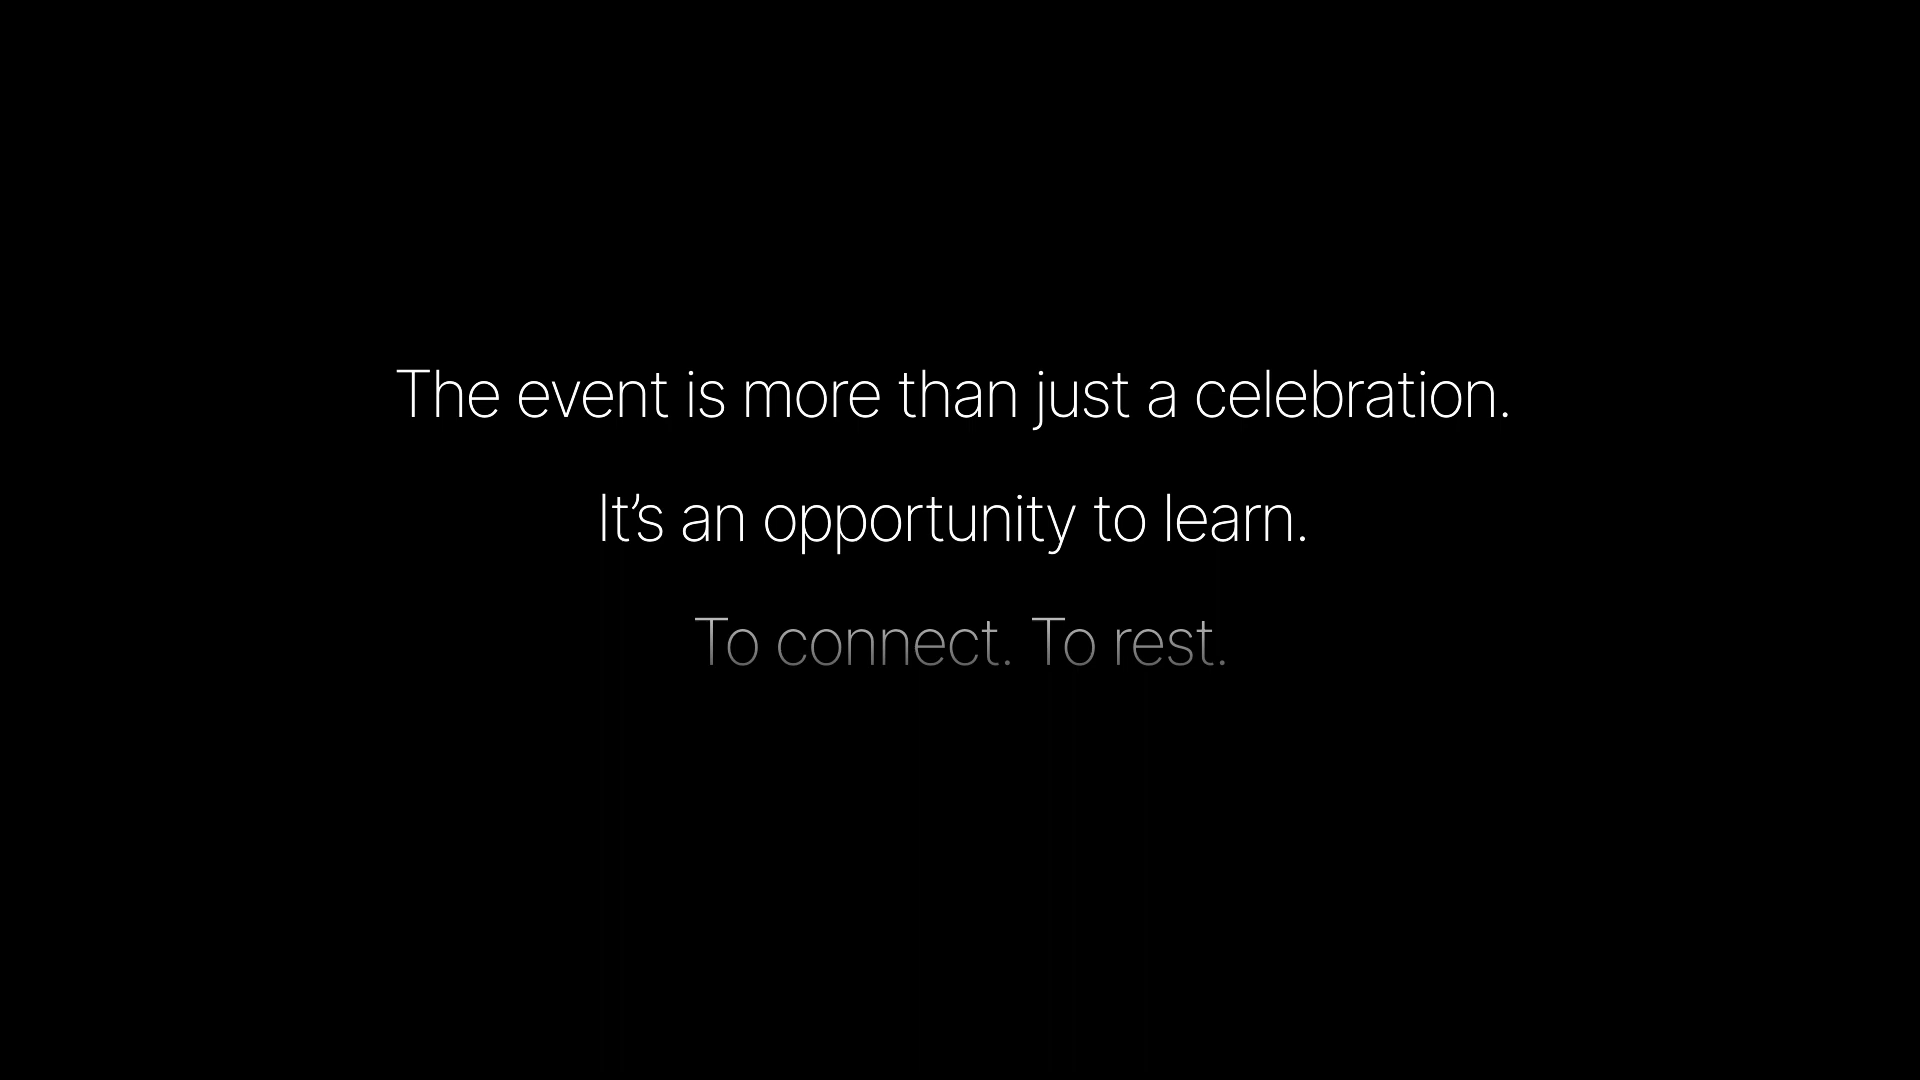 The event is more than just a celebration.
It’s an opportunity to learn.
To connect. To rest.